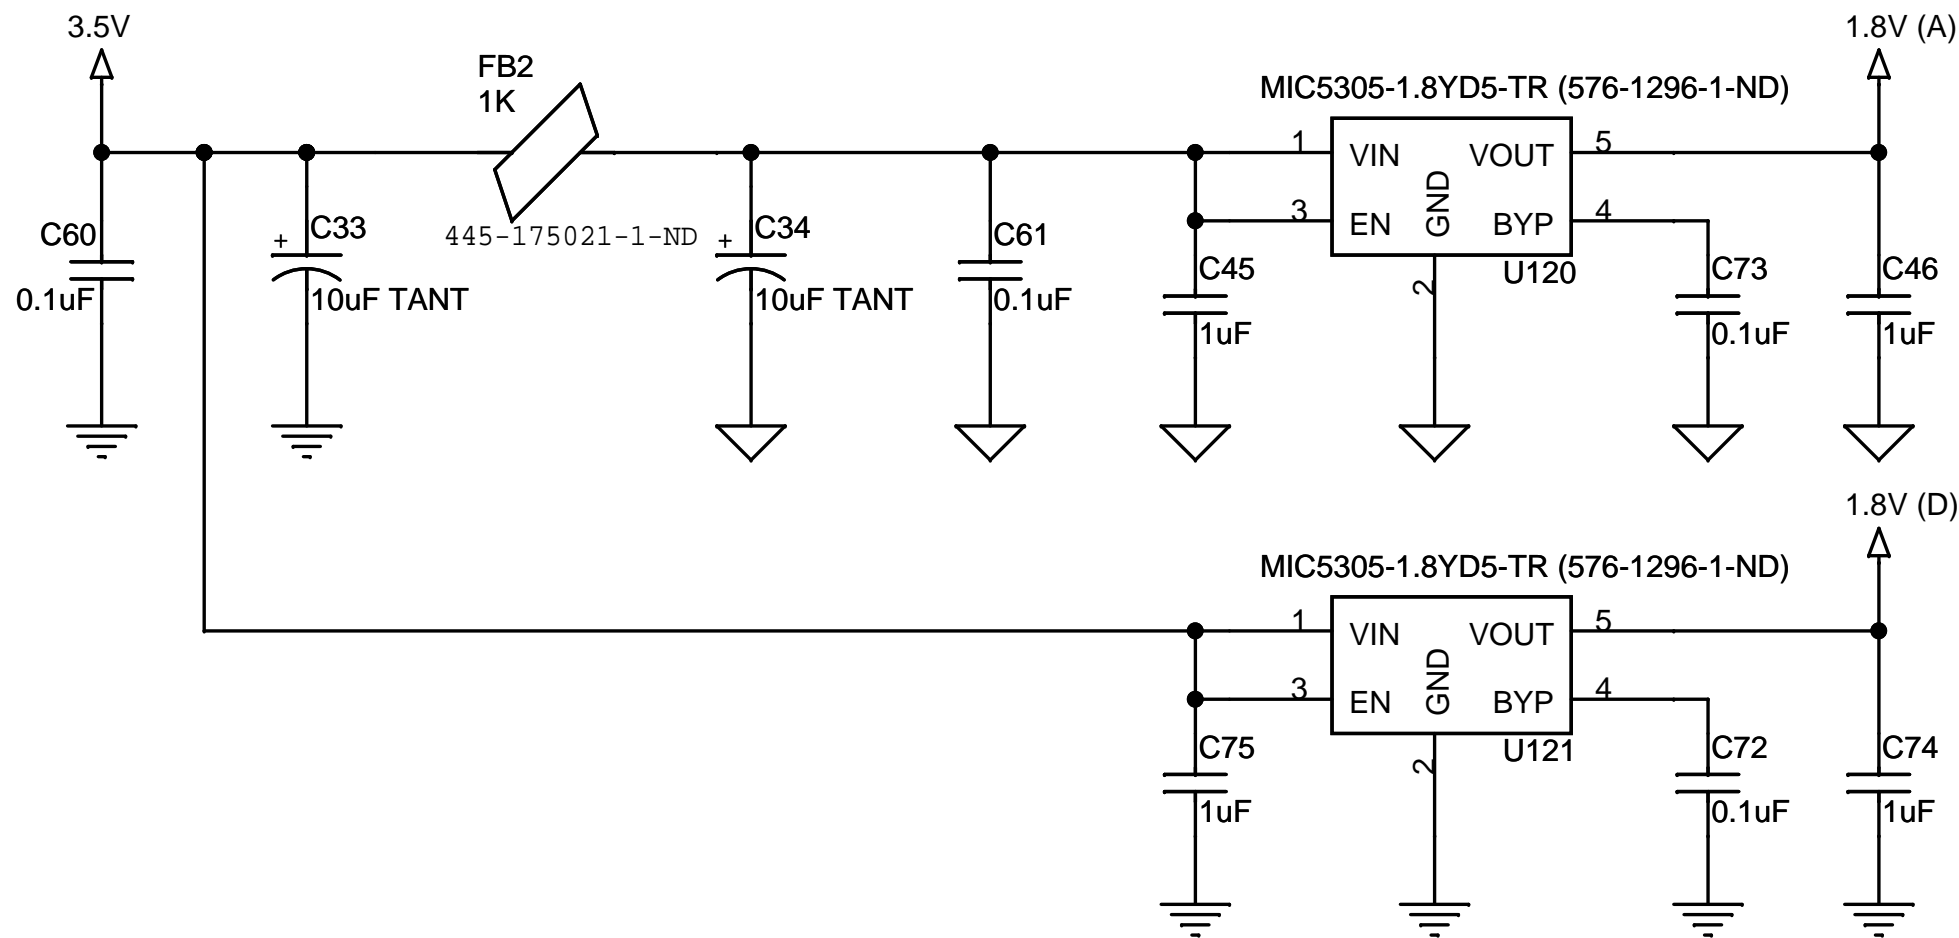 3.5V
1.8V (A)
FB2
1K
MIC5305-1.8YD5-TR (576-1296-1-ND)
1
VIN
VOUT
5
GND
3
EN
BYP
4
C60
0.1uF
+
C33
10uF TANT
445-175021-1-ND
+
C34
10uF TANT
C61
0.1uF
C45
1uF
2
U120
C73
0.1uF
C46
1uF
1.8V (D)
MIC5305-1.8YD5-TR (576-1296-1-ND)
1
VIN
VOUT
5
GND
3
EN
BYP
4
C75
1uF
2
U121
C72
0.1uF
C74
1uF